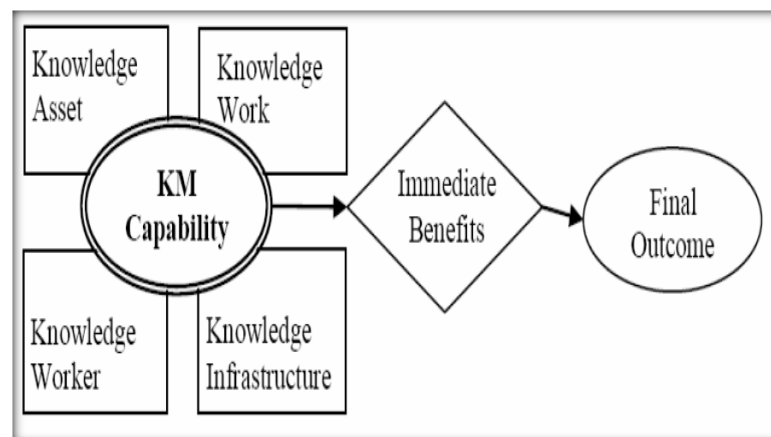 Knowledge
Asset
Knowledge
Work
KM
Capability
Immediate
Benefits
Final
Outcome
Knowledge
Worker
Knowledge
Infrastructure